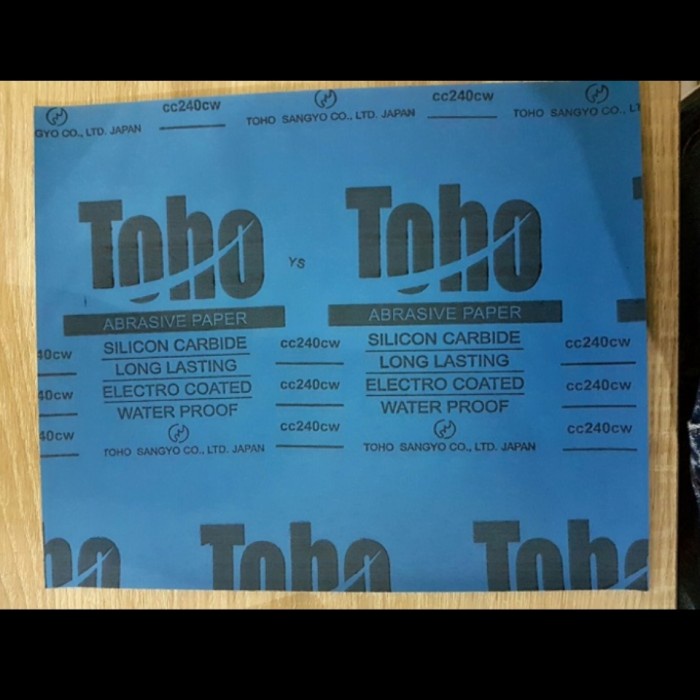 cc240cw cc240cw
GYO CO., LTD. JAPAN TOHO SANGYO CO., LTD. JAPAN TOHO SANGYO CO., LT
Toho YS Toho
ABRASIVE PAPER ABRASIVE PAPER
SILICON CARBIDE cc240cw SILICON CARBIDE cc240cw
40cw LONG LASTING LONG LASTING
40cw ELECTRO COATED cc240cw ELECTRO COATED cc240cw
WATER PROOF WATER PROOF
40cw cc240cw cc240cw
TOHO SANGYO CO., LTD. JAPAN TOHO SANGYO CO., LTD. JAPAN
ho Toho Toho